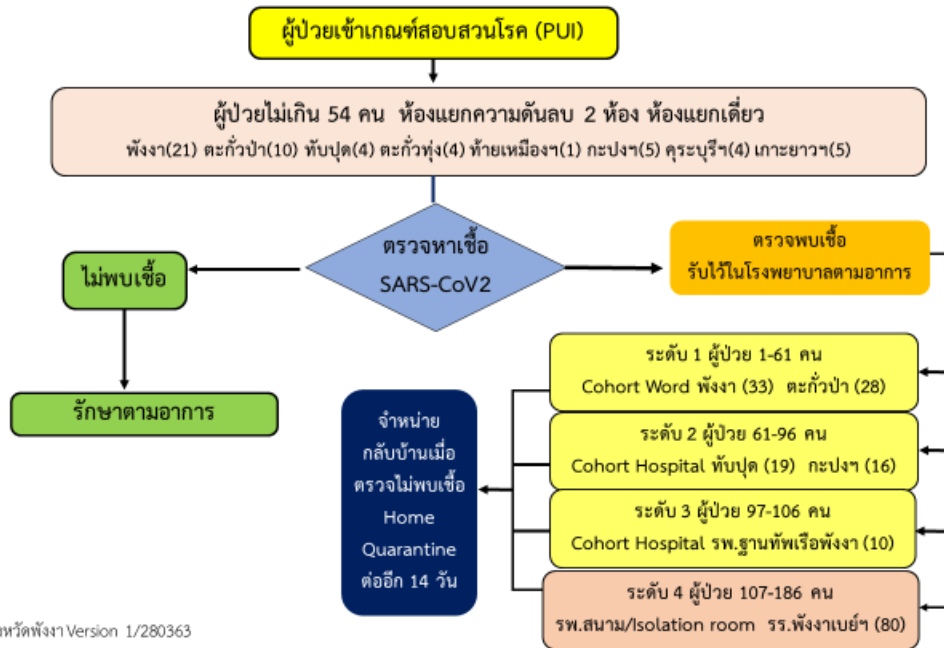 ผู้ป่วยเข้าเกณฑ์สอบสวนโรค (PUI)
ผู้ป่วยไม่เกิน 54 คน ห้องแยกความดันลบ 2 ห้อง ห้องแยกเดี่ยว
พังงา(21) ตะกั่วป่า(10) ทับปุด(4) ตะกั่วทุ่ง(4) ท้ายเหมืองฯ(1) กะปงฯ(5) คุระบุรีฯ(4) เกาะยาวฯ(5)
ตรวจหาเชื้อ
SARS-CoV2
ไม่พบเชื้อ
รักษาตามอาการ
ตรวจพบเชื้อ
รับไว้ในโรงพยาบาลตามอาการ
ระดับ 1 ผู้ป่วย 1-61 คน
Cohort Word พังงา (33) ตะกั่วป่า (28)
ระดับ 2 ผู้ป่วย 61-96 คน
Cohort Hospital ทับปุด (19) กะปงฯ (16)
ระดับ 3 ผู้ป่วย 97-106 คน
Cohort Hospital รพ.ฐานทัพเรือพังงา (10)
ระดับ 4 ผู้ป่วย 107-186 คน
รพ.สนาม/Isolation room รร.พังงาเบย์ฯ (80)
จำหน่าย
กลับบ้านเมื่อ
ตรวจไม่พบเชื้อ
Home
Quarantine
ต่ออีก 14 วัน
งหวัดพังงา Version 1/280363